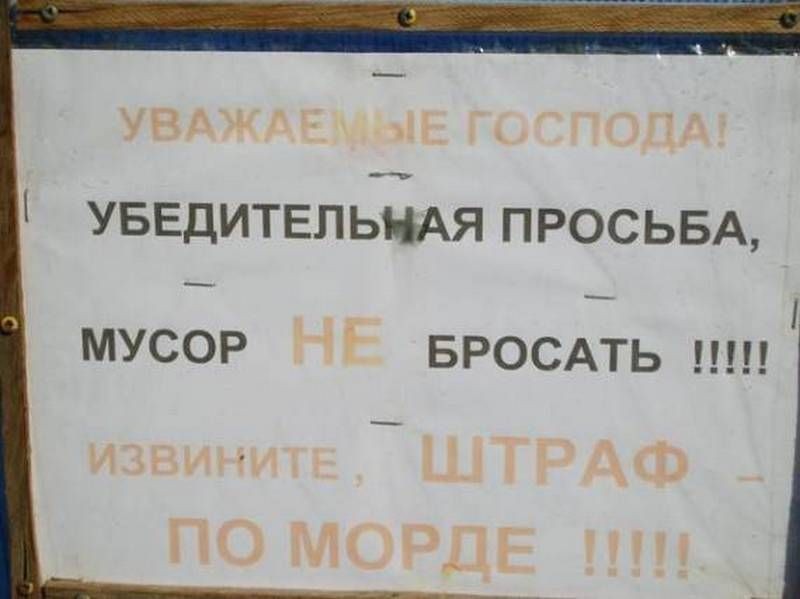 УВАЖАЕМЫЕ ГОСПОДА!
УБЕДИТЕЛЬНАЯ ПРОСЬБА,
МУСОР НЕ БРОСАТЬ !!!!!
ИЗВИНИТЕ, ШТРАФ –
ПО МОРДЕ !!!!!